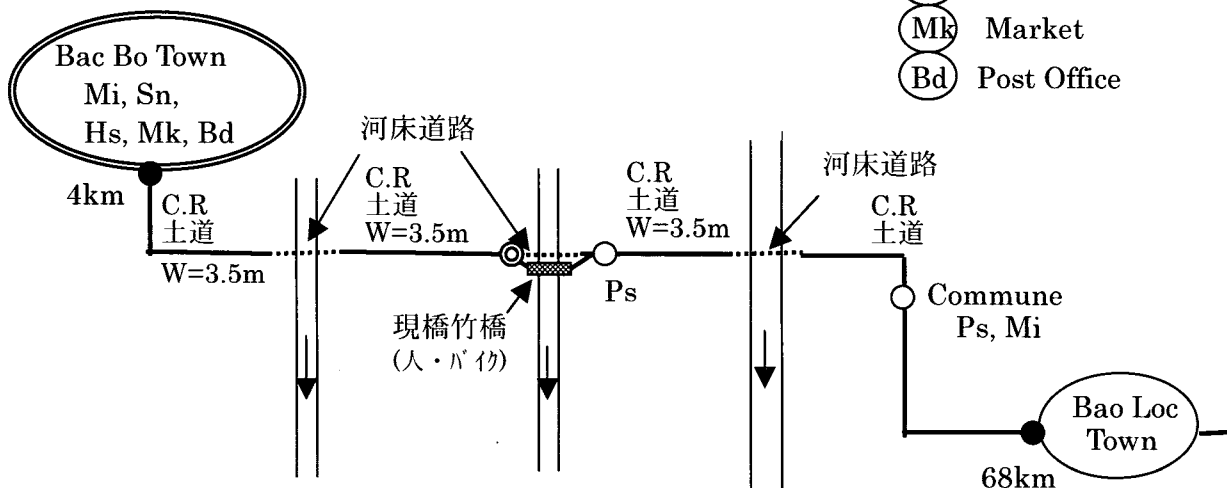 Mk Market
Bd Post Office
Bac Bo Town
Mi, Sn,
Hs, Mk, Bd
4km
C.R
土道
W=3.5m
河床道路
C.R
土道
W=3.5m
現橋竹橋
(人・バイク)
C.R
土道
W=3.5m
Ps
河床道路
C.R
土道
Commune
Ps, Mi
Bao Loc
Town
68km